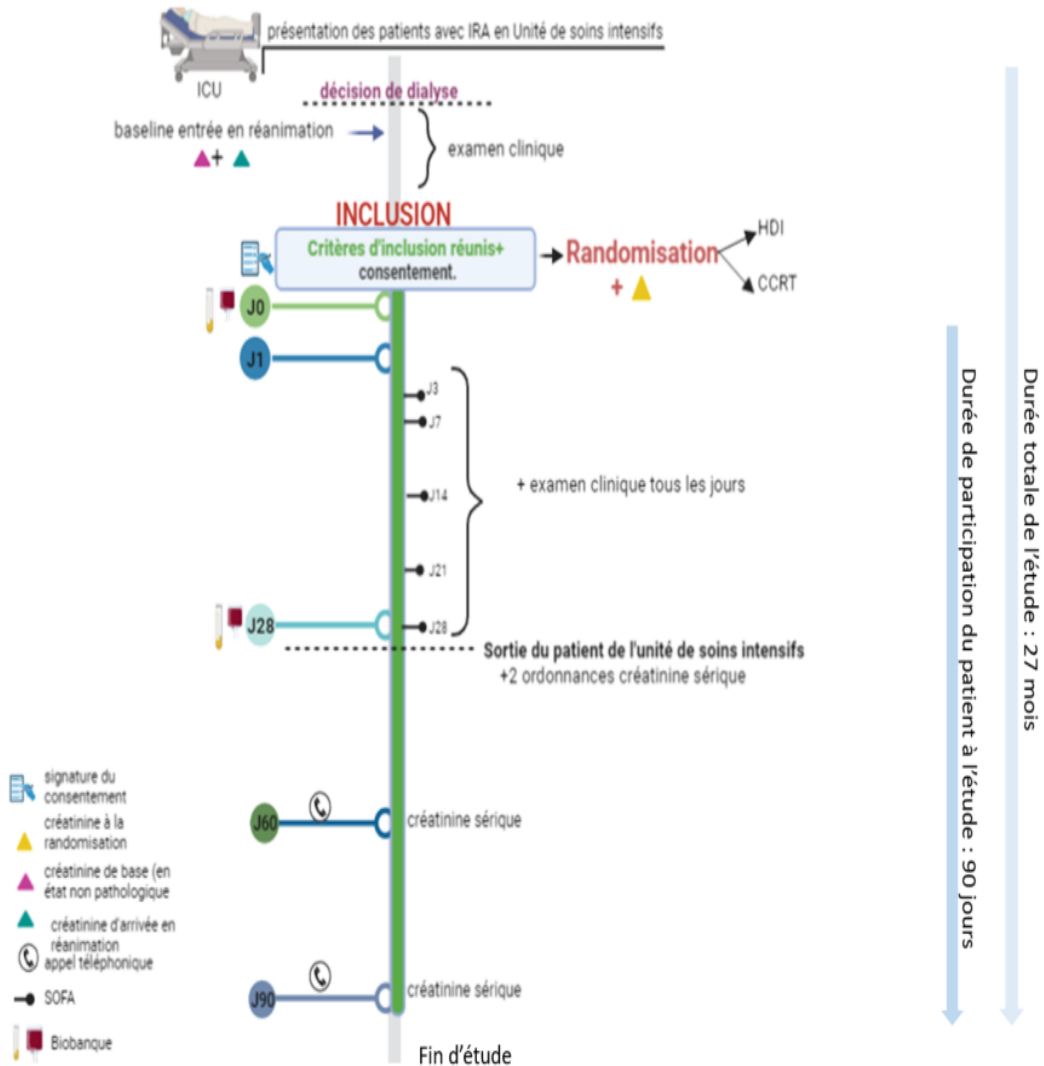 présentation des patients avec IRA en Unité de soins intensifs
ICU
décision de dialyse
baseline entrée en réanimation
+
examen clinique
INCLUSION
Critères d'inclusion réunis+
consentement.
Randomisation
+
HDI
CCRT
J0
J1
J3
J7
J14
J21
J28
+ examen clinique tous les jours
J28
Sortie du patient de l'unité de soins intensifs
+2 ordonnances créatinine sérique
J60
créatinine sérique
J90
créatinine sérique
Fin d'étude
signature du
consentement
créatinine à la
randomisation
créatinine de base (en
état non pathologique
créatinine d'arrivée en
réanimation
appel téléphonique
SOFA
Biobanque
Durée de participation du patient à l'étude : 90 jours
Durée totale de l'étude : 27 mois